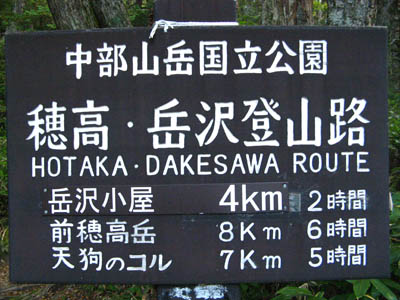 中部山岳国立公園
穂高・岳沢登山路
HOTAKA・DAKESAWA ROUTE
岳沢小屋 4km 2時間
前穂高岳 8Km 6時間
天狗のコル 7Km 5時間